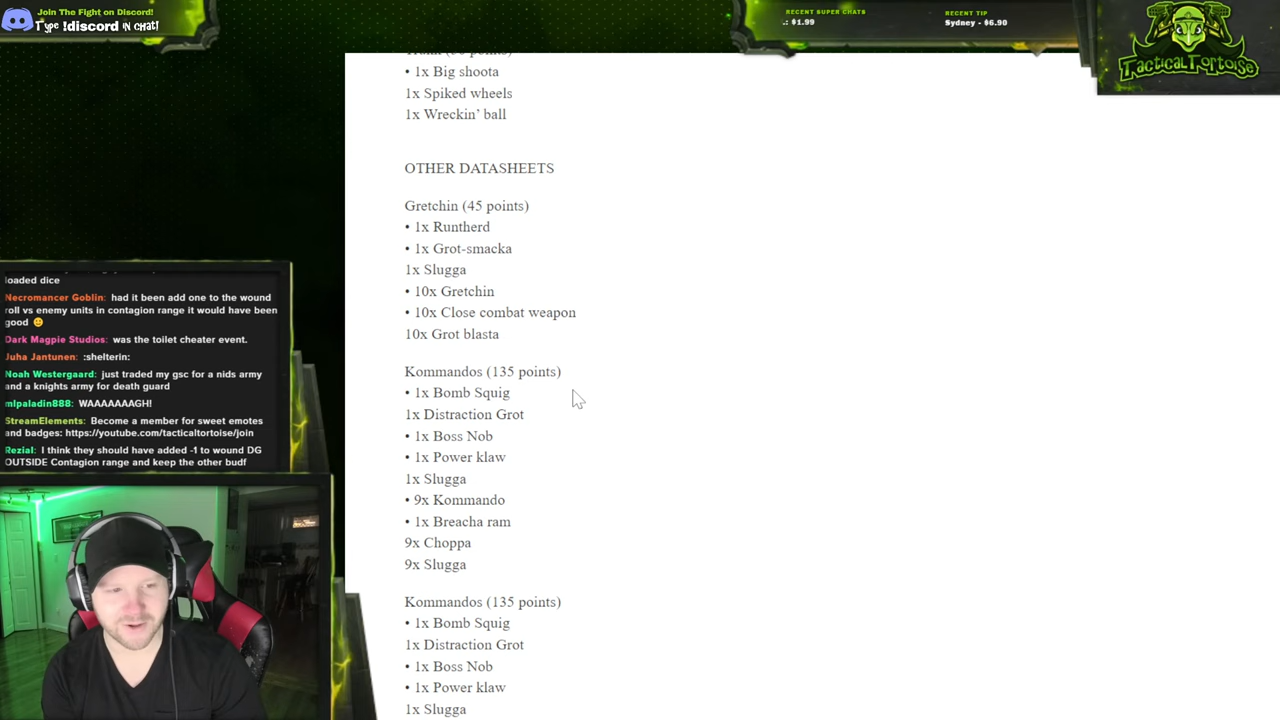 Join The Fight on Discord!
Type !discord in chat!
RECENT SUPER CHATS
.: $1.99
RECENT TIP
Sydney - $6.90
TacticalTortoise
• 1x Big shoota
1x Spiked wheels
1x Wreckin’ ball
OTHER DATASHEETS
Gretchin (45 points)
• 1x Runtherd
• 1x Grot-smacka
1x Slugga
• 10x Gretchin
• 10x Close combat weapon
10x Grot blasta
Kommandos (135 points)
• 1x Bomb Squig
1x Distraction Grot
• 1x Boss Nob
• 1x Power klaw
1x Slugga
• 9x Kommando
• 1x Breacha ram
9x Choppa
9x Slugga
Kommandos (135 points)
• 1x Bomb Squig
1x Distraction Grot
• 1x Boss Nob
• 1x Power klaw
1x Slugga
loaded dice
Necromancer Goblin: had it been add one to the wound
roll vs enemy units in contagion range it would have been
good 🙂
Dark Magpie Studios: was the toilet cheater event.
Juha Jantunen: :shelterin:
Noah Westergaard: just traded my gsc for a nids army
and a knights army for death guard
mlpaladin888: WAAAAAAGH!
StreamElements: Become a member for sweet emotes
and badges: https://youtube.com/tacticaltortoise/join
Rezial: I think they should have added -1 to wound DG
OUTSIDE Contagion range and keep the other budf